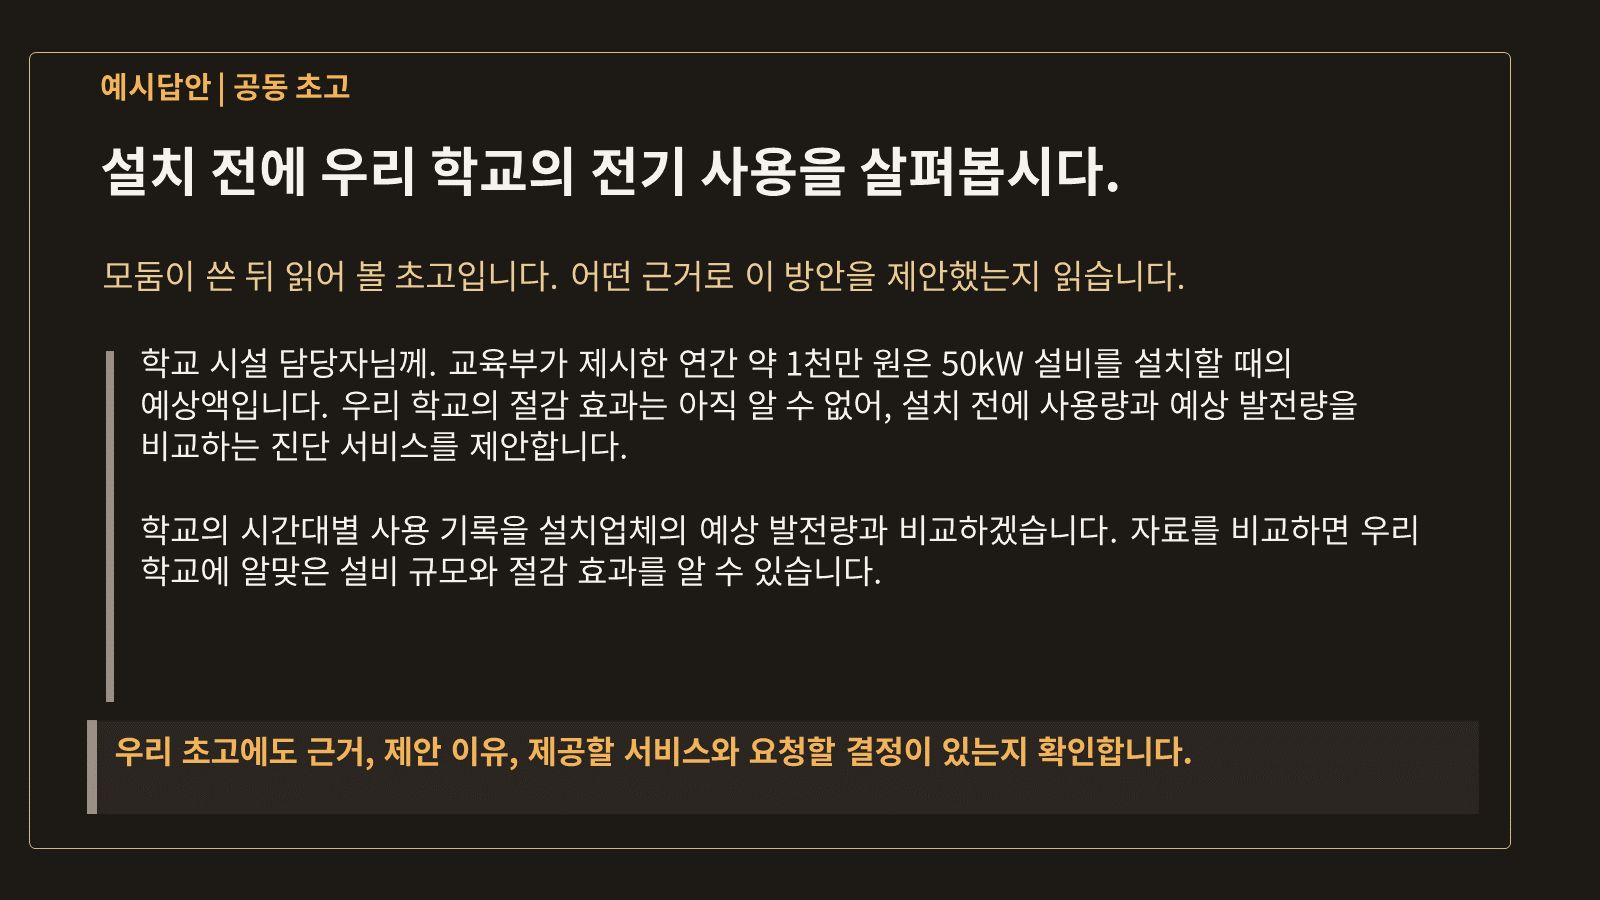 예시답안 | 공동 초고
설치 전에 우리 학교의 전기 사용을 살펴봅시다.
모둠이 쓴 뒤 읽어 볼 초고입니다. 어떤 근거로 이 방안을 제안했는지 읽습니다.
학교 시설 담당자님께. 교육부가 제시한 연간 약 1천만 원은 50kW 설비를 설치할 때의
예상액입니다. 우리 학교의 절감 효과는 아직 알 수 없어, 설치 전에 사용량과 예상 발전량을
비교하는 진단 서비스를 제안합니다.
학교의 시간대별 사용 기록을 설치업체의 예상 발전량과 비교하겠습니다. 자료를 비교하면 우리
학교에 알맞은 설비 규모와 절감 효과를 알 수 있습니다.
우리 초고에도 근거, 제안 이유, 제공할 서비스와 요청할 결정이 있는지 확인합니다.